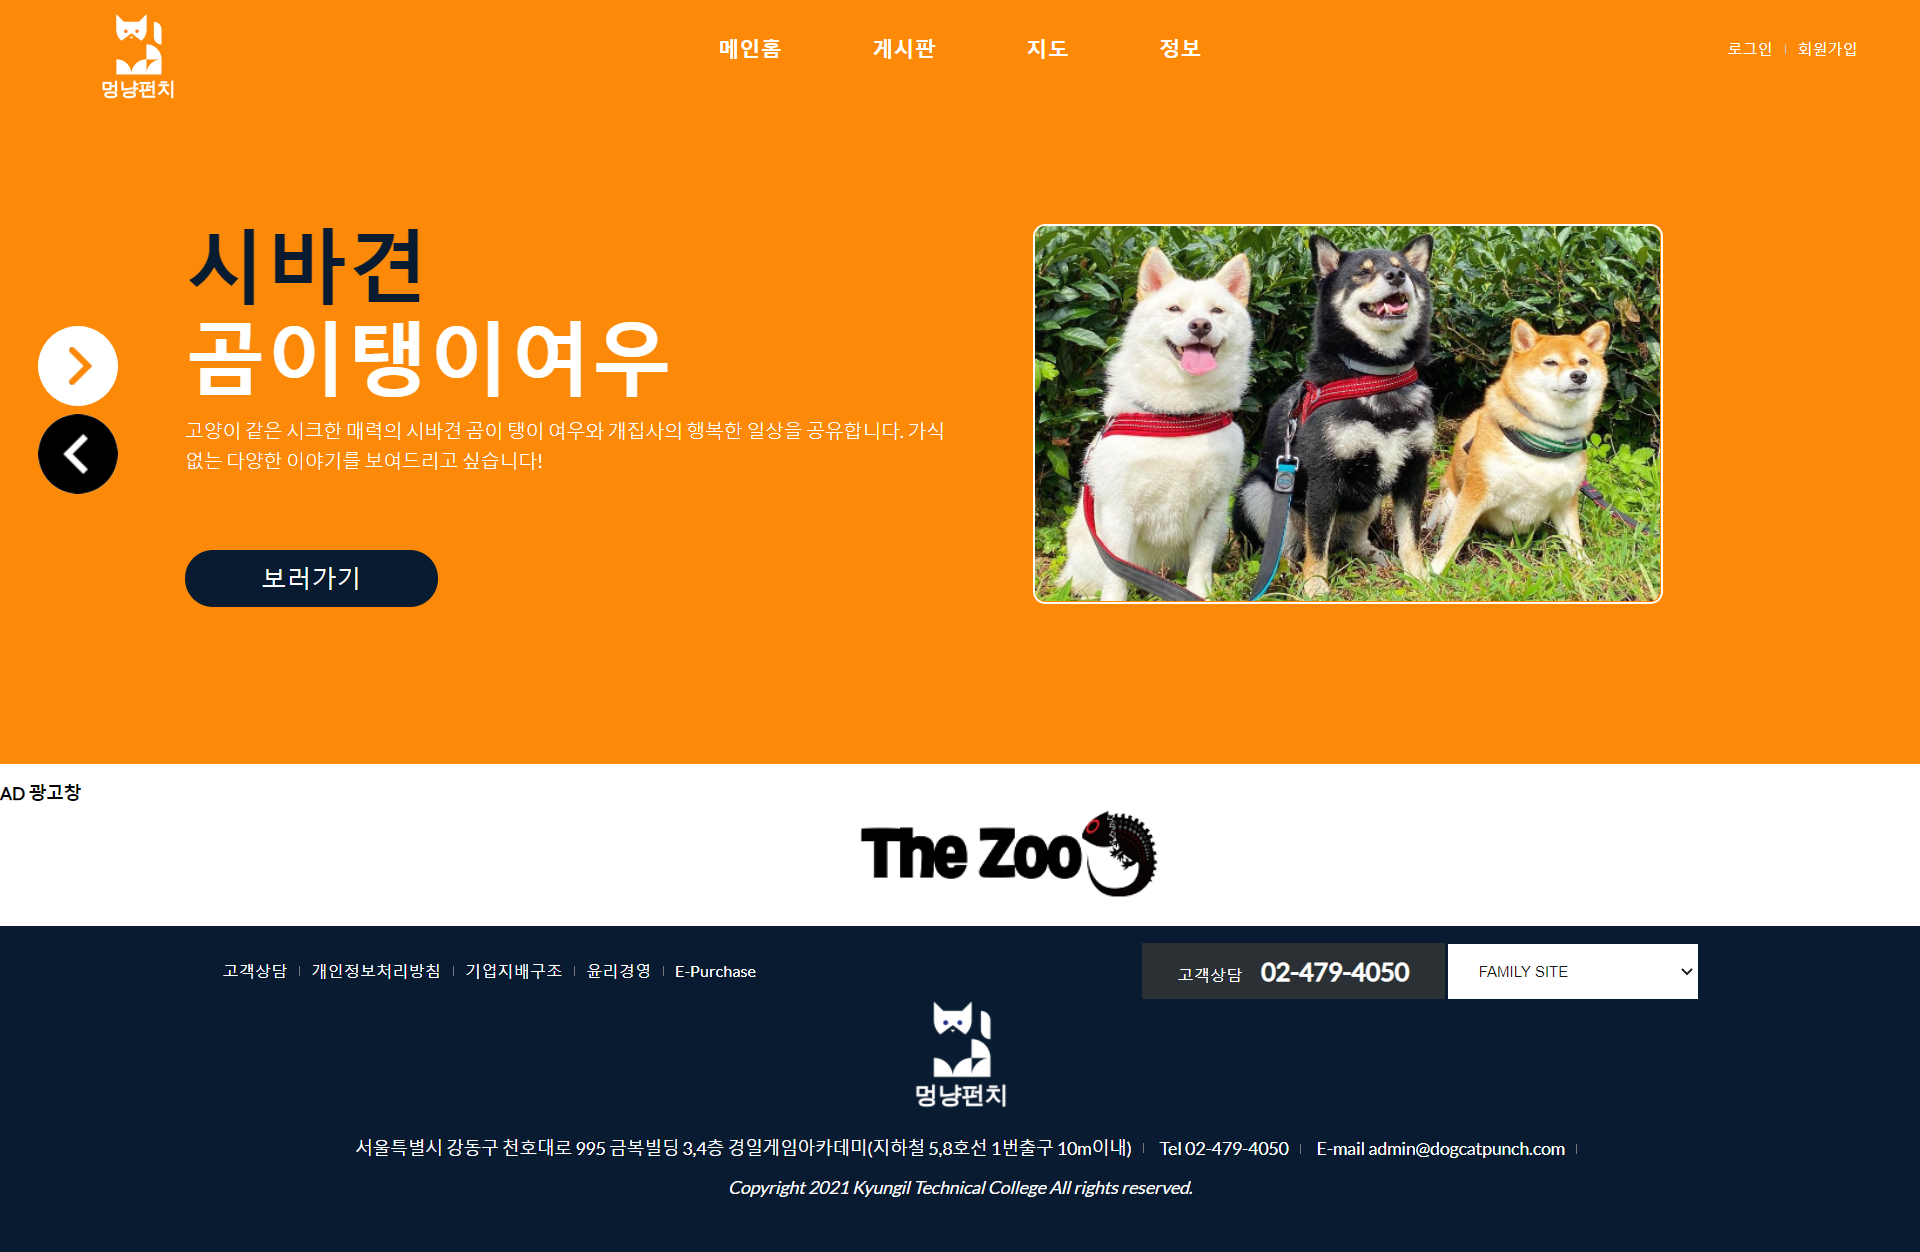 멍냥펀치
메인홈 게시판 지도 정보
로그인 회원가입
시바견
곰이탱이여우
고양이 같은 시크한 매력의 시바견 곰이 탱이 여우와 개집사의 행복한 일상을 공유합니다. 가식
없는 다양한 이야기를 보여드리고 싶습니다!
보러가기
AD 광고창
The Zoo
고객상담 개인정보처리방침 기업지배구조 윤리경영 E-Purchase
고객상담 02-479-4050
FAMILY SITE
멍냥펀치
서울특별시 강동구 천호대로 995 금복빌딩 3,4층 경일게임아카데미(지하철 5,8호선 1번출구 10m이내) Tel 02-479-4050 E-mail admin@dogcatpunch.com
Copyright 2021 Kyungil Technical College All rights reserved.